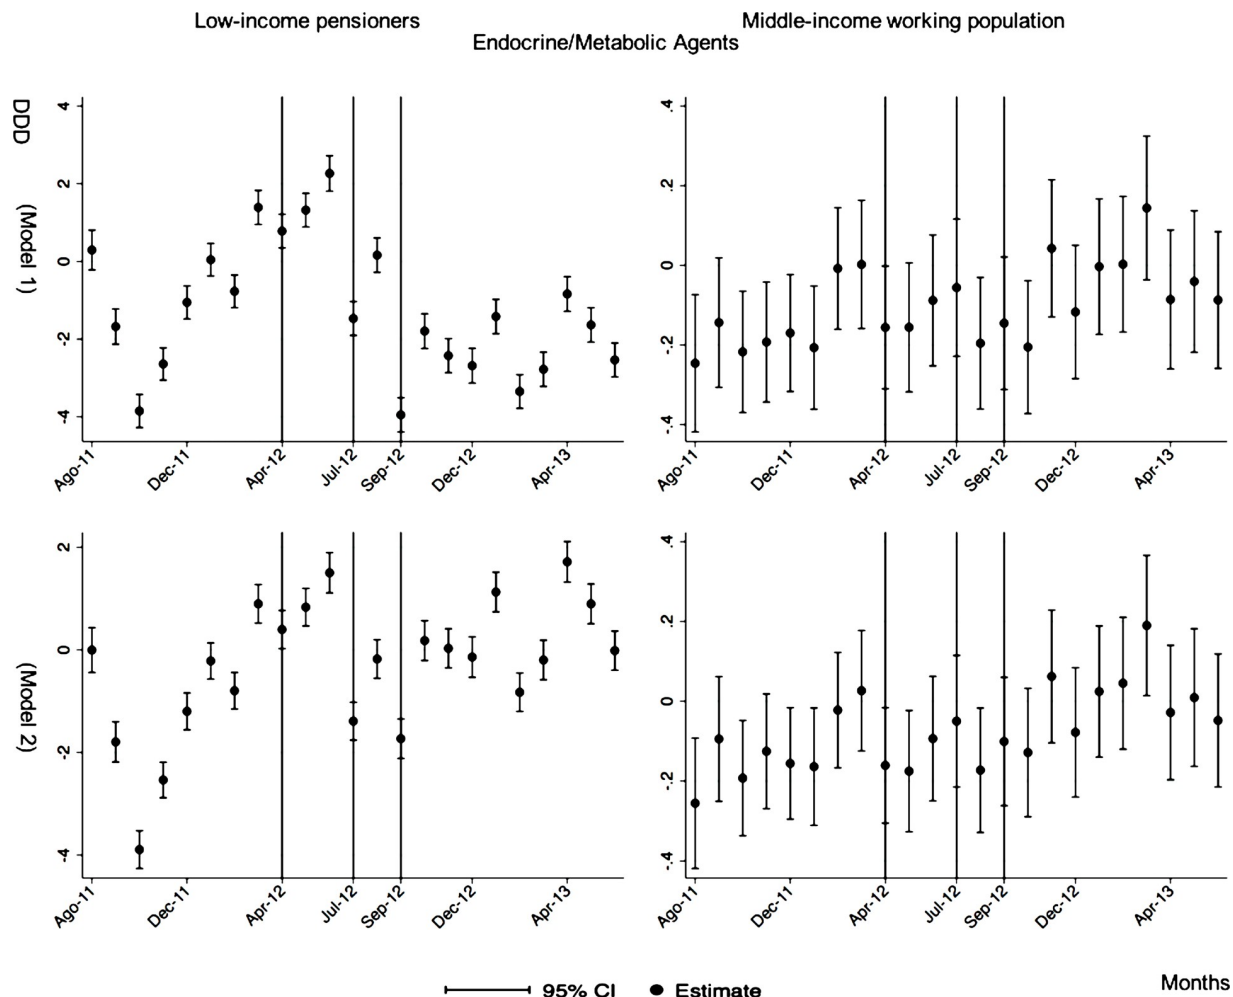 Low-income pensioners
Middle-income working population
Endocrine/Metabolic Agents
DDD
(Model 1)
4
2
0
-2
-4
Ago-11
Dec-11
Apr-12
Jul-12
Sep-12
Dec-12
Apr-13
.4
.2
0
-.2
-.4
Ago-11
Dec-11
Apr-12
Jul-12
Sep-12
Dec-12
Apr-13
(Model 2)
2
0
-2
-4
Ago-11
Dec-11
Apr-12
Jul-12
Sep-12
Dec-12
Apr-13
.4
.2
0
-.2
-.4
Ago-11
Dec-11
Apr-12
Jul-12
Sep-12
Dec-12
Apr-13
Months
95% CI
Estimate